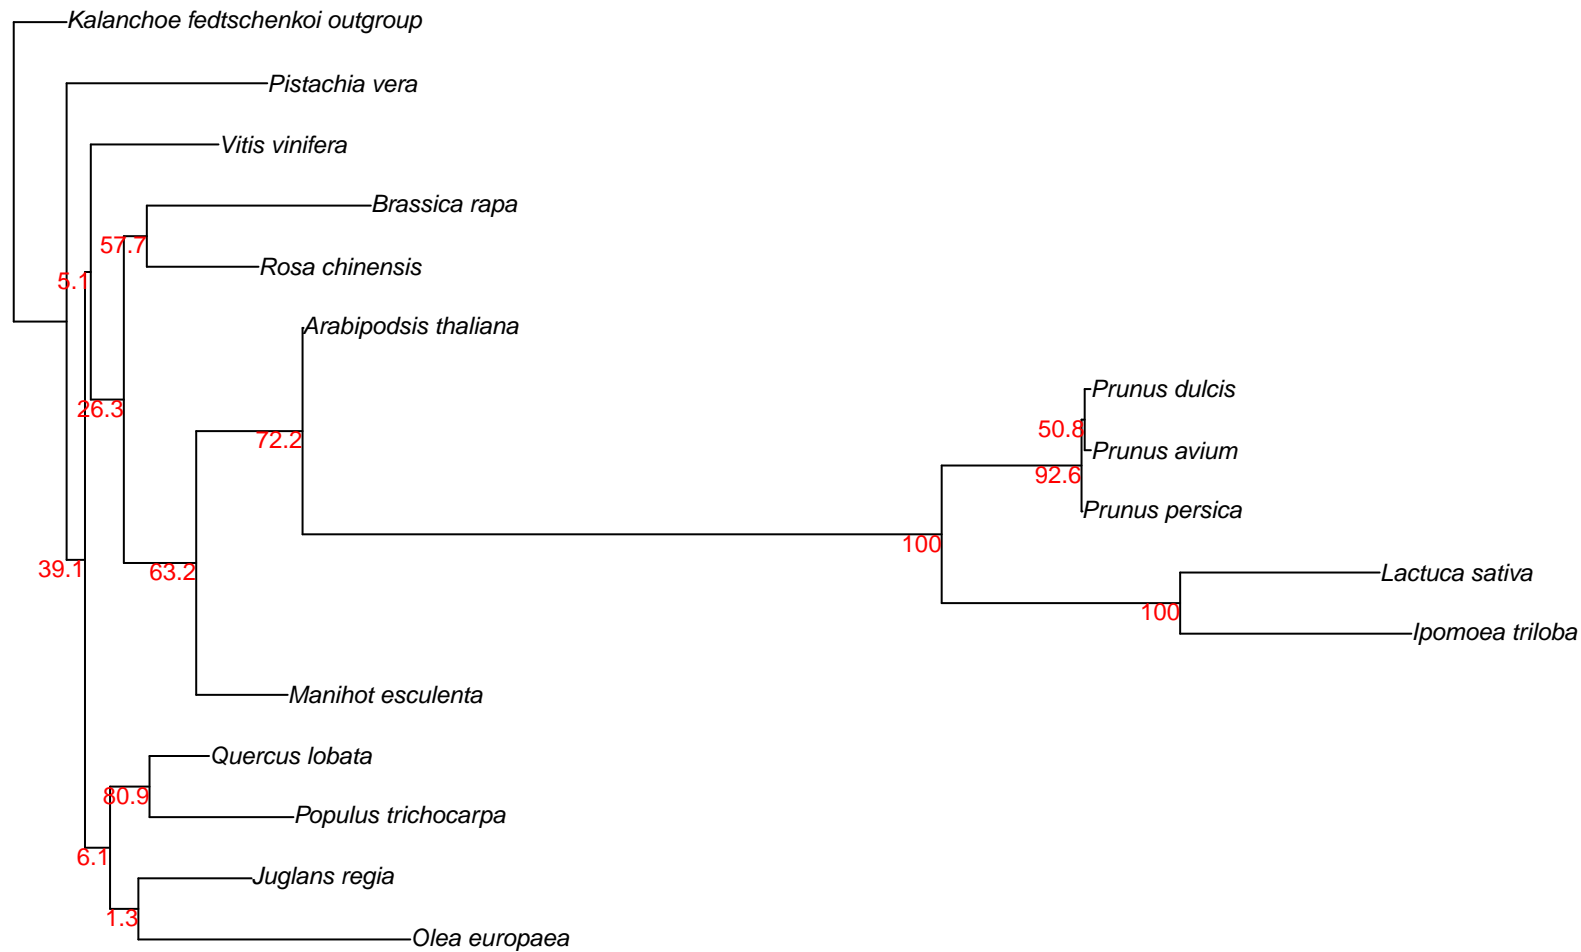 Kalanchoe fedtschenkoi outgroup
Pistachia vera
Vitis vinifera
Brassica rapa
57.7
Rosa chinensis
5.1
Arabipodsis thaliana
Prunus dulcis
26.3
50.8
72.2
Prunus avium
92.6
Prunus persica
100
39.1
63.2
Lactuca sativa
100
Ipomoea triloba
Manihot esculenta
Quercus lobata
80.9
Populus trichocarpa
6.1
Juglans regia
1.3
Olea europaea